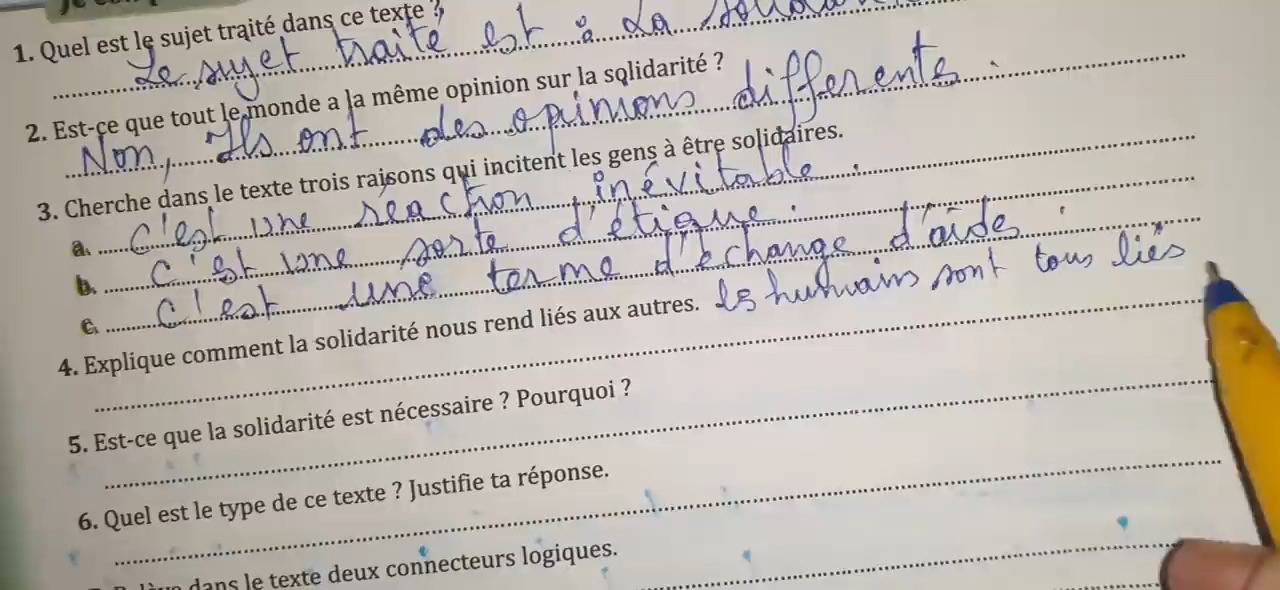 1. Quel est le sujet traité dans ce texte ?
Le sujet traité est : La
2. Est-ce que tout le monde a la même opinion sur la solidarité ?
Non, Ils ont des opinions differents.
3. Cherche dans le texte trois raisons qui incitent les gens à être solidaires.
a. C'est une réaction inévitable.
b. C'est une sorte d'étique.
c. C'est une terme d'échange d'aides.
4. Explique comment la solidarité nous rend liés aux autres. ls humains sont tous liés
5. Est-ce que la solidarité est nécessaire ? Pourquoi ?
6. Quel est le type de ce texte ? Justifie ta réponse.
dans le texte deux connecteurs logiques.